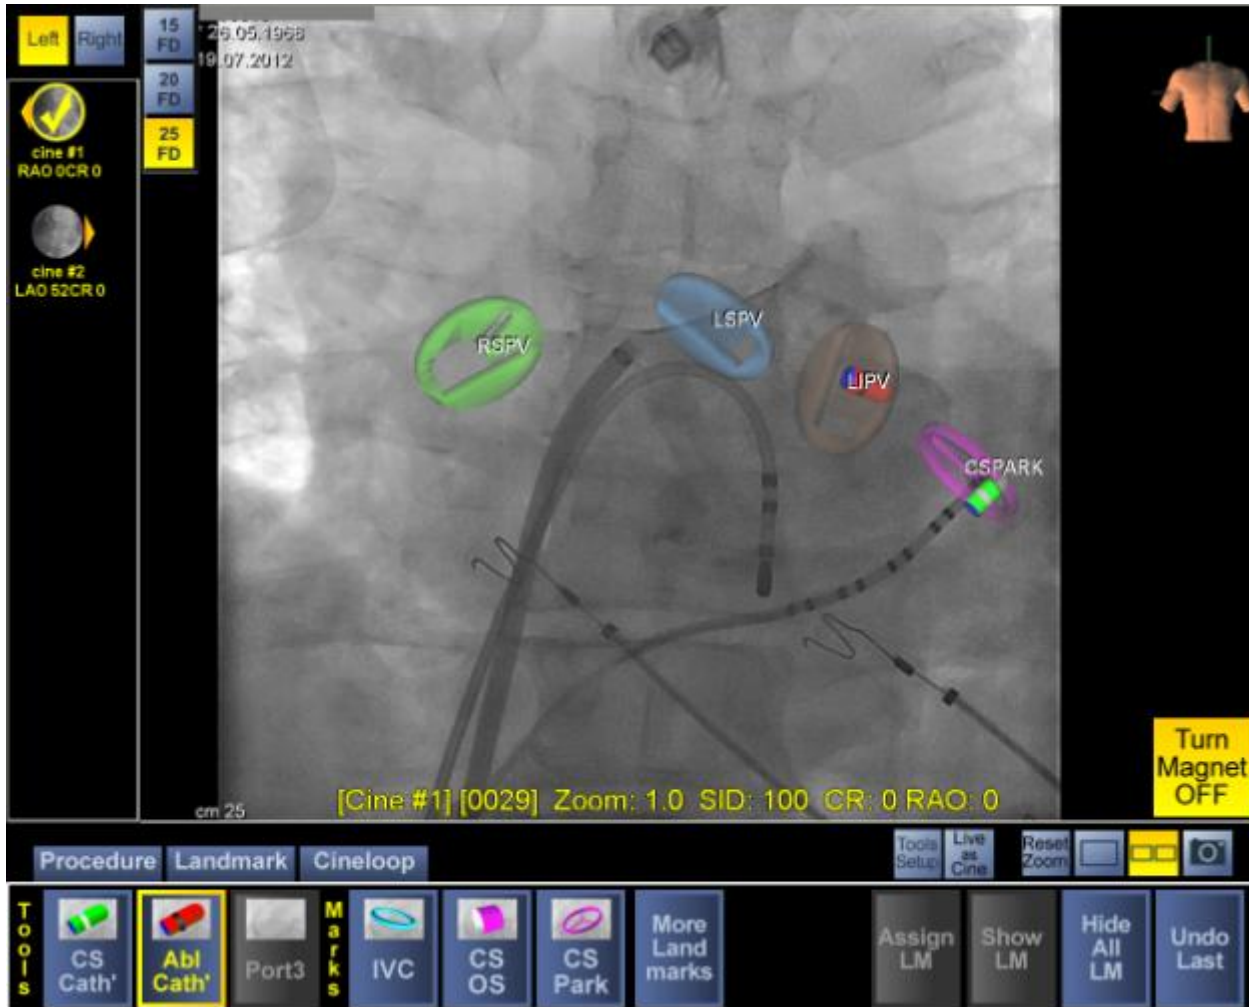 Left
Right
15
FD
20
FD
25
FD
26.05.1968
19.07.2012
cine #1
RAO 0CR 0
cine #2
LAO 52CR 0
RSPV
LSPV
LIPV
CSPARK
Turn
Magnet
OFF
cm 25
[Cine #1] [0029] Zoom: 1.0 SID: 100 CR: 0 RAO: 0
Procedure
Landmark
Cineloop
Tools
Setup
Live
as
Cine
Reset
Zoom
Tools
CS
Cath'
Abl
Cath'
Port3
Marks
IVC
CS
OS
CS
Park
More
Land
marks
Assign
LM
Show
LM
Hide
All
LM
Undo
Last